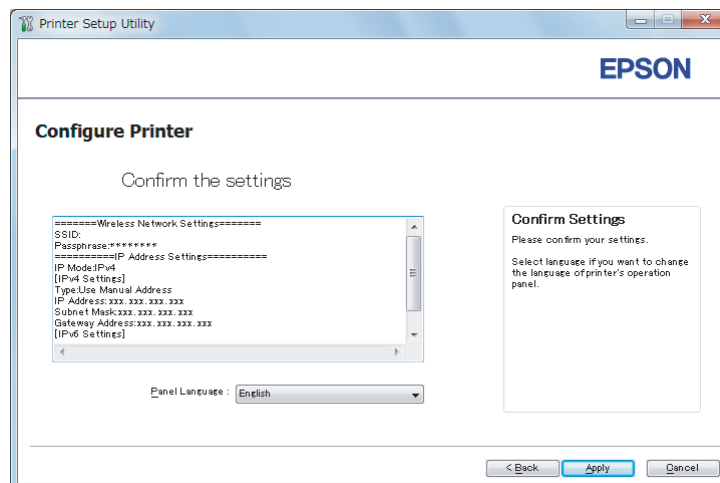 Printer Setup Utility
EPSON
Configure Printer
Confirm the settings
=======Wireless Network Settings=======
SSID:
Passphrase:********
==========IP Address Settings==========
IP Mode:IPv4
[IPv4 Settings]
Type:Use Manual Address
IP Address:xxx.xxx.xxx.xxx
Subnet Mask:xxx.xxx.xxx.xxx
Gateway Address:xxx.xxx.xxx.xxx
[IPv6 Settings]
Panel Language :
English
Confirm Settings
Please confirm your settings.
Select language if you want to change
the language of printer's operation
panel.
< Back
Apply
Cancel